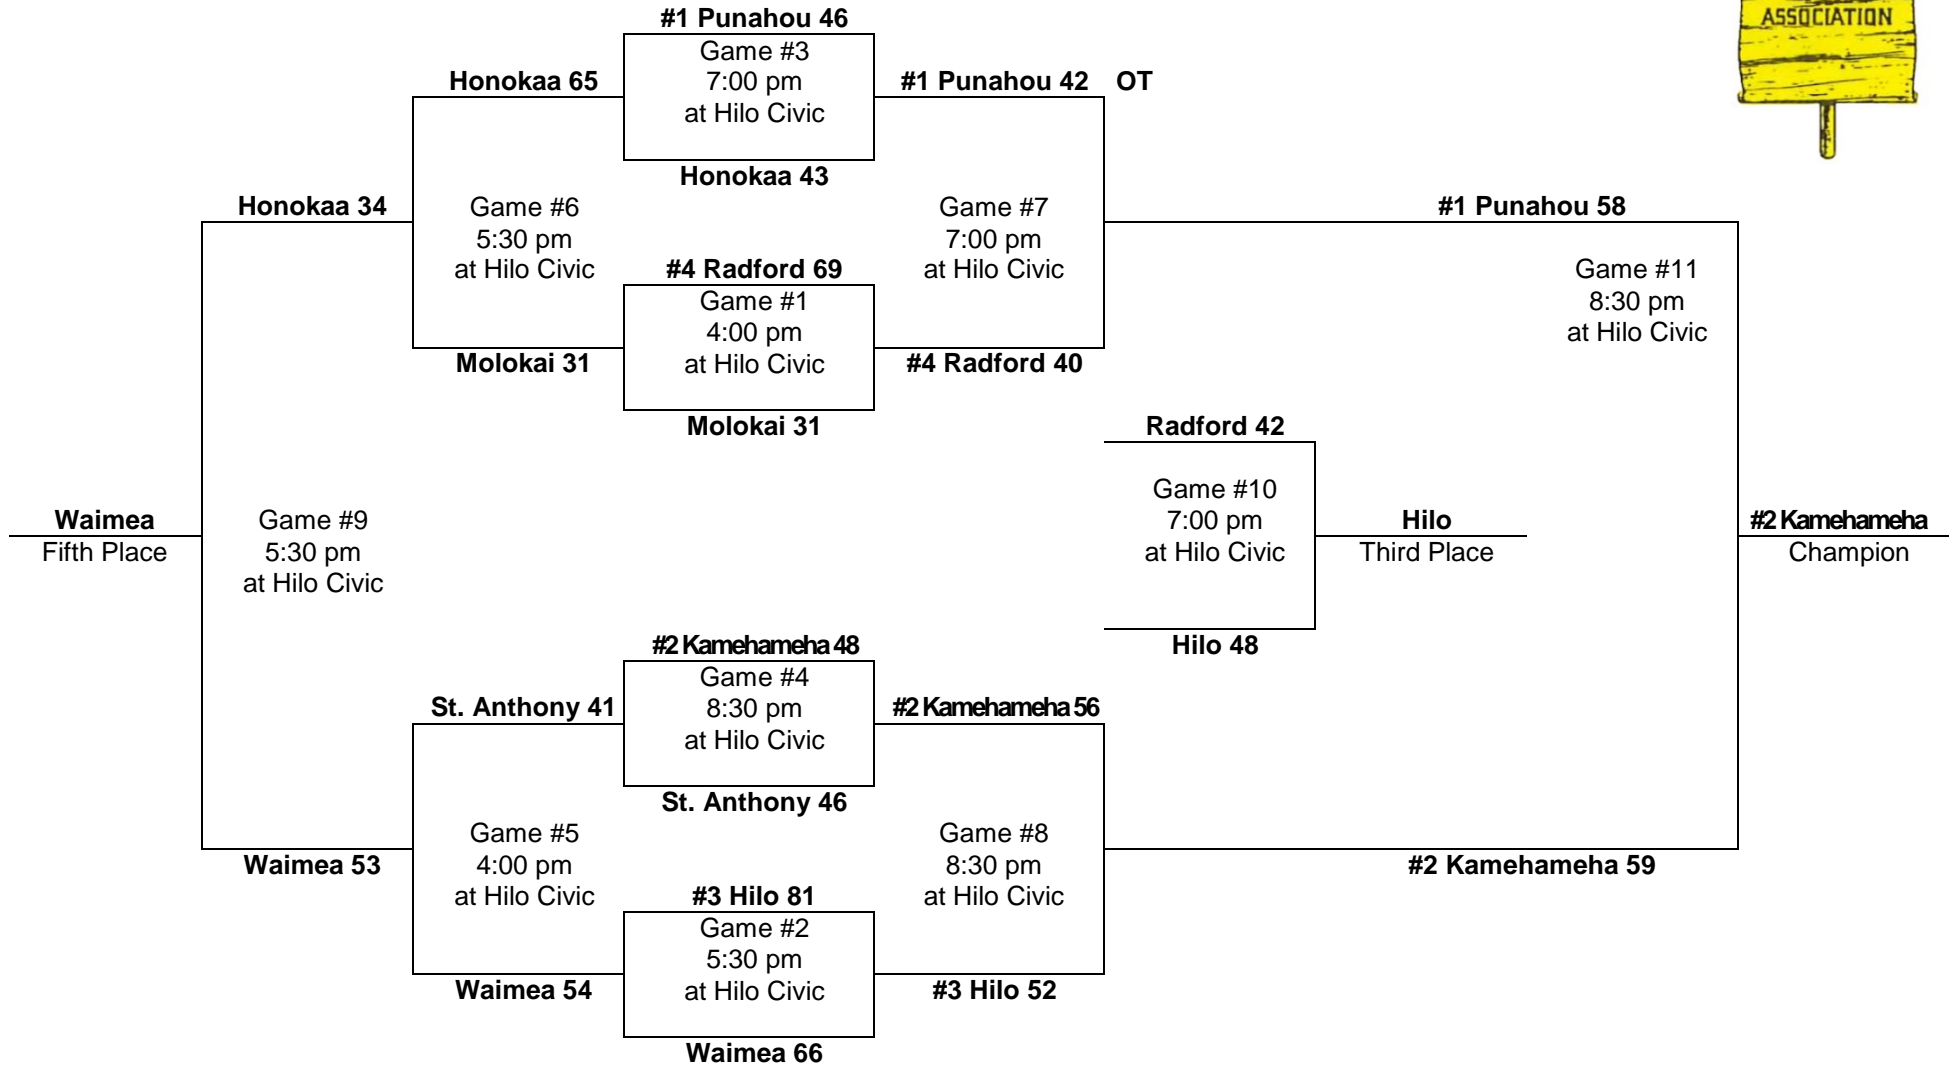 ASSOCIATION
#1 Punahou 46
Game #3
7:00 pm
at Hilo Civic
Honokaa 43
Honokaa 65
#1 Punahou 42 OT
Honokaa 34
Game #6
5:30 pm
at Hilo Civic
Game #7
7:00 pm
at Hilo Civic
#1 Punahou 58
#4 Radford 69
Game #1
4:00 pm
at Hilo Civic
Molokai 31
Molokai 31
#4 Radford 40
Game #11
8:30 pm
at Hilo Civic
Radford 42
Game #10
7:00 pm
at Hilo Civic
Hilo 48
Waimea
Fifth Place
Game #9
5:30 pm
at Hilo Civic
Hilo
Third Place
#2 Kamehameha
Champion
#2 Kamehameha 48
Game #4
8:30 pm
at Hilo Civic
St. Anthony 46
St. Anthony 41
#2 Kamehameha 56
Waimea 53
Game #5
4:00 pm
at Hilo Civic
Game #8
8:30 pm
at Hilo Civic
#2 Kamehameha 59
#3 Hilo 81
Game #2
5:30 pm
at Hilo Civic
Waimea 66
Waimea 54
#3 Hilo 52